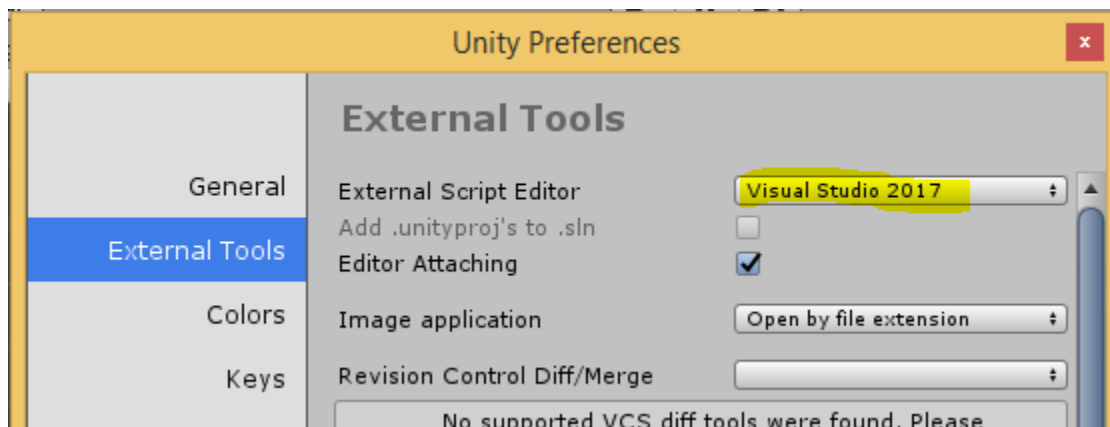 Unity Preferences
x
External Tools
General
External Script Editor
Visual Studio 2017
Add .unityproj's to .sln
External Tools
Editor Attaching
Colors
Image application
Open by file extension
Keys
Revision Control Diff/Merge
No supported VCS diff tools were found. Please